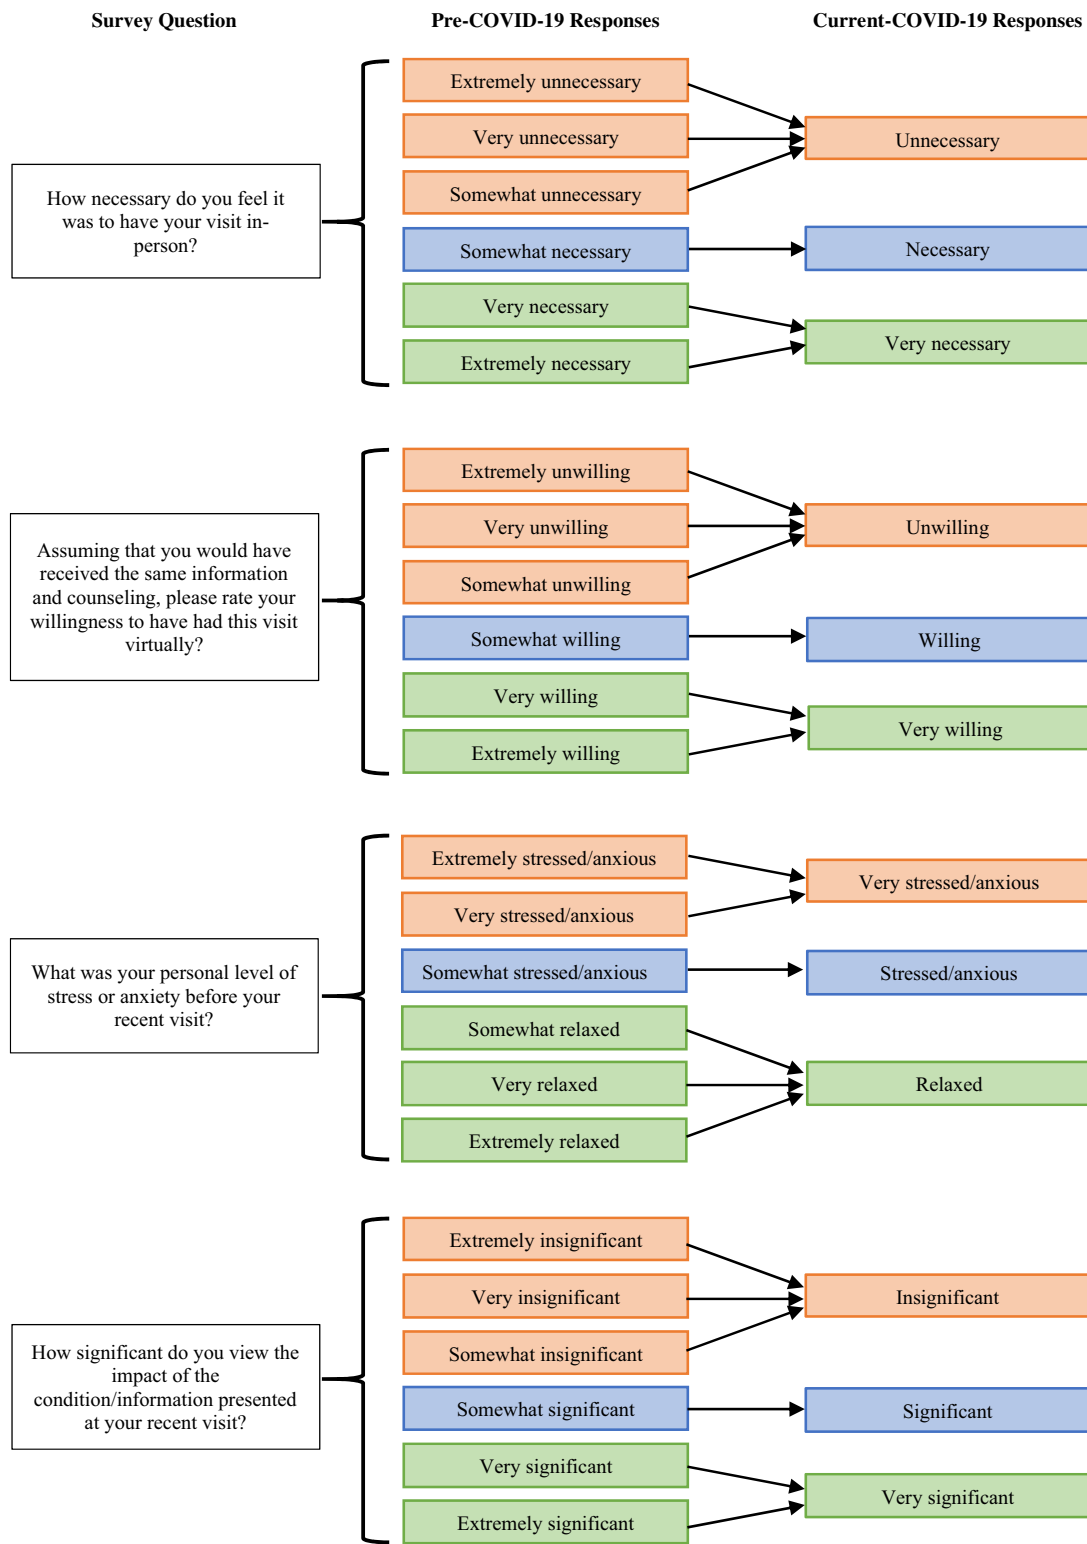 Survey Question
Pre-COVID-19 Responses
Current-COVID-19 Responses
How necessary do you feel it
was to have your visit in-
person?
Extremely unnecessary
Very unnecessary
Somewhat unnecessary
Somewhat necessary
Very necessary
Extremely necessary
Unnecessary
Necessary
Very necessary
Assuming that you would have
received the same information
and counseling, please rate your
willingness to have had this visit
virtually?
Extremely unwilling
Very unwilling
Somewhat unwilling
Somewhat willing
Very willing
Extremely willing
Unwilling
Willing
Very willing
What was your personal level of
stress or anxiety before your
recent visit?
Extremely stressed/anxious
Very stressed/anxious
Somewhat stressed/anxious
Somewhat relaxed
Very relaxed
Extremely relaxed
Very stressed/anxious
Stressed/anxious
Relaxed
How significant do you view the
impact of the
condition/information presented
at your recent visit?
Extremely insignificant
Very insignificant
Somewhat insignificant
Somewhat significant
Very significant
Extremely significant
Insignificant
Significant
Very significant